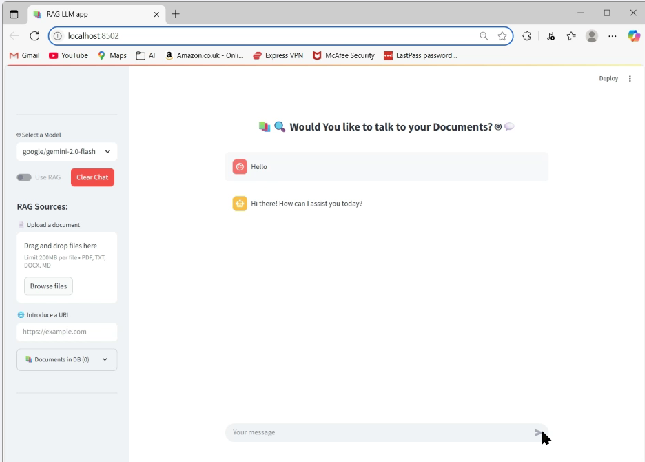 RAG LLM app
localhost:8502
Gmail
YouTube
Maps
AI
Amazon.co.uk - Onli...
Express VPN
McAfee Security
LastPass password...
Deploy
Select a Model
google/gemini-2.0-flash
Use RAG
Clear Chat
RAG Sources:
Upload a document
Drag and drop files here
Limit 200MB per file • PDF, TXT,
DOCX, MD
Browse files
Introduce a URL
https://example.com
Documents in DB (0)
Would You like to talk to your Documents?
Hello
Hi there! How can I assist you today?
Your message